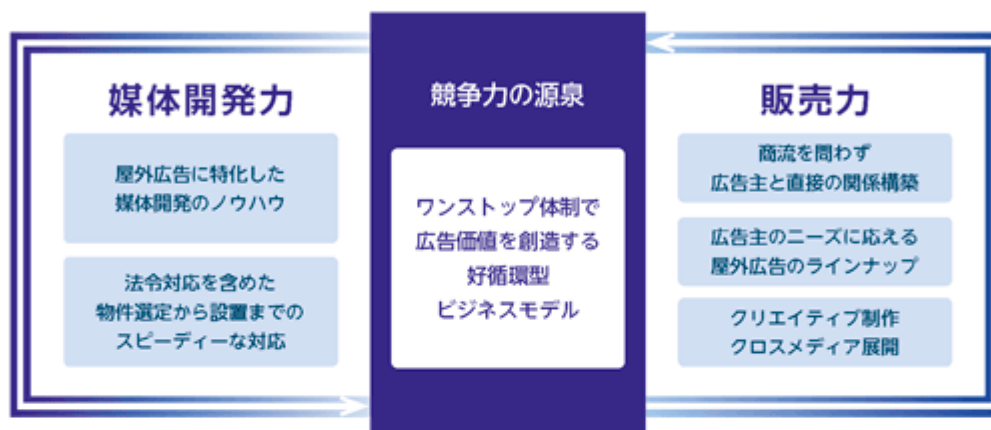 媒体開発力
屋外広告に特化した
媒体開発のノウハウ
法令対応を含めた
物件選定から設置までの
スピーディーな対応
競争力の源泉
ワンストップ体制で
広告価値を創造する
好循環型
ビジネスモデル
販売力
商流を問わず
広告主と直接の関係構築
広告主のニーズに応える
屋外広告のラインナップ
クリエイティブ制作
クロスメディア展開